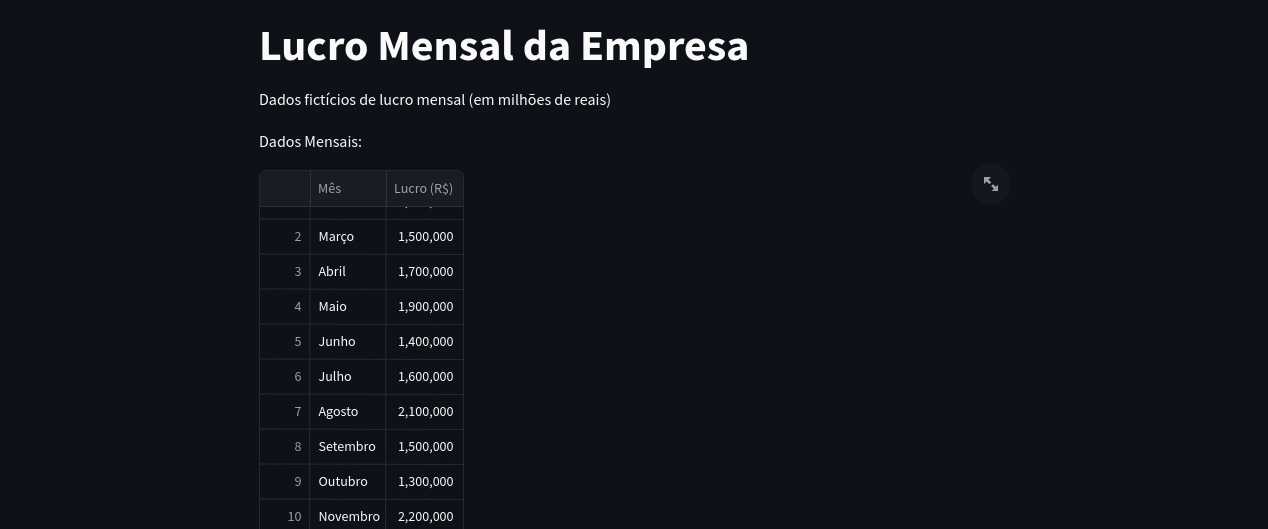 Lucro Mensal da Empresa
Dados fictícios de lucro mensal (em milhões de reais)
Dados Mensais:
Mês Lucro (R$)
2 Março 1,500,000
3 Abril 1,700,000
4 Maio 1,900,000
5 Junho 1,400,000
6 Julho 1,600,000
7 Agosto 2,100,000
8 Setembro 1,500,000
9 Outubro 1,300,000
10 Novembro 2,200,000